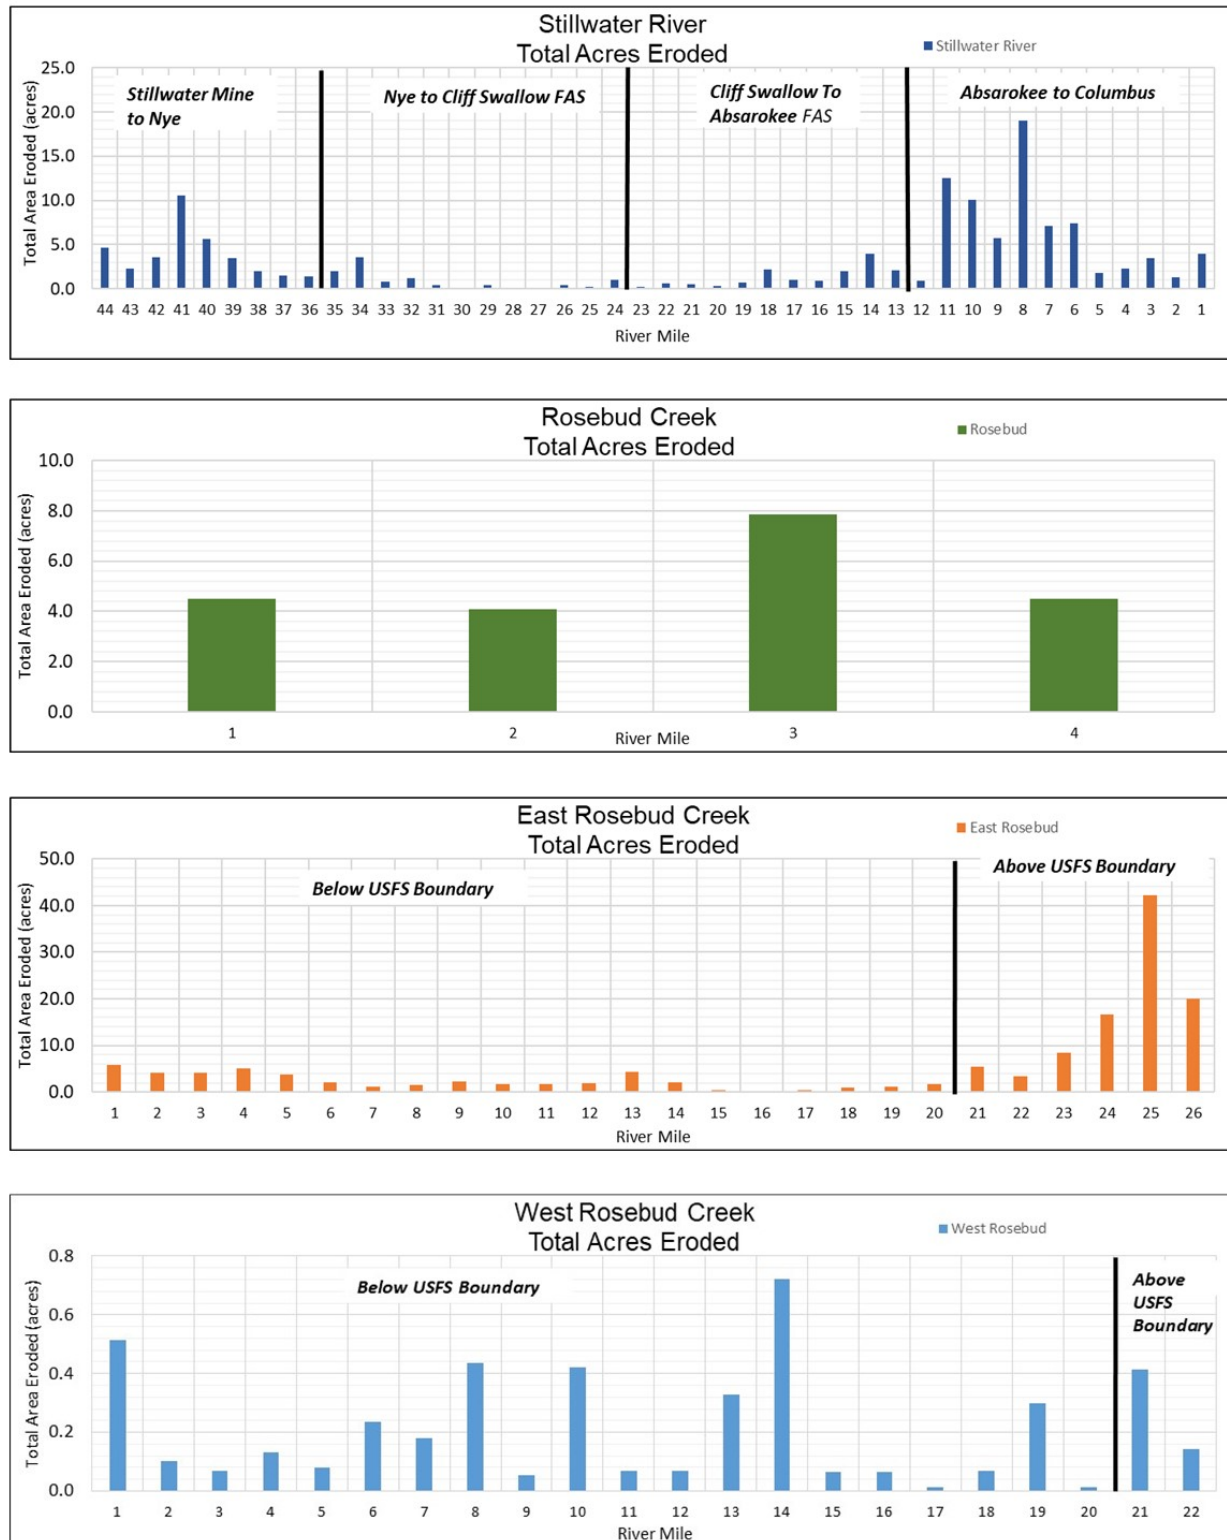 Stillwater River
Total Acres Eroded
Stillwater River
Total Area Eroded (acres)
25.0
20.0
15.0
10.0
5.0
0.0
Stillwater Mine
to Nye
Nye to Cliff Swallow FAS
Cliff Swallow To
Absarokee FAS
Absarokee to Columbus
44 43 42 41 40 39 38 37 36 35 34 33 32 31 30 29 28 27 26 25 24 23 22 21 20 19 18 17 16 15 14 13 12 11 10 9 8 7 6 5 4 3 2 1
River Mile
Rosebud Creek
Total Acres Eroded
Rosebud
Total Area Eroded (acres)
10.0
8.0
6.0
4.0
2.0
0.0
1 2 3 4
River Mile
East Rosebud Creek
Total Acres Eroded
East Rosebud
Total Area Eroded (acres)
50.0
40.0
30.0
20.0
10.0
0.0
Below USFS Boundary
Above USFS Boundary
1 2 3 4 5 6 7 8 9 10 11 12 13 14 15 16 17 18 19 20 21 22 23 24 25 26
River Mile
West Rosebud Creek
Total Acres Eroded
West Rosebud
Total Area Eroded (acres)
0.8
0.6
0.4
0.2
0.0
Below USFS Boundary
Above
USFS
Boundary
1 2 3 4 5 6 7 8 9 10 11 12 13 14 15 16 17 18 19 20 21 22
River Mile